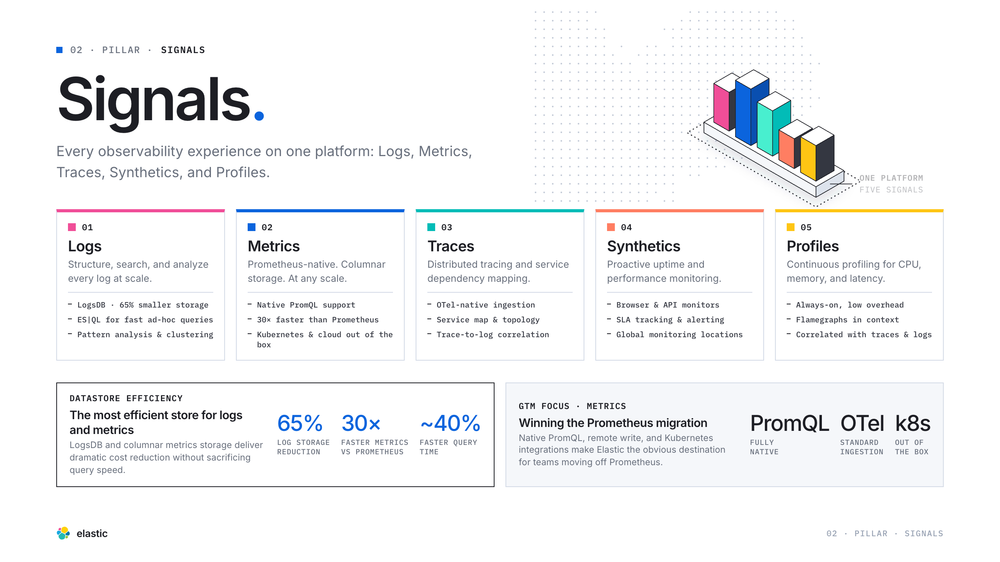 02 · PILLAR · SIGNALS
Signals.
Every observability experience on one platform: Logs, Metrics,
Traces, Synthetics, and Profiles.
ONE PLATFORM
FIVE SIGNALS
01
Logs
Structure, search, and analyze
every log at scale.
– LogsDB · 65% smaller storage
– ES|QL for fast ad-hoc queries
– Pattern analysis & clustering
02
Metrics
Prometheus-native. Columnar
storage. At any scale.
– Native PromQL support
– 30× faster than Prometheus
– Kubernetes & cloud out of the
box
03
Traces
Distributed tracing and service
dependency mapping.
– OTel-native ingestion
– Service map & topology
– Trace-to-log correlation
04
Synthetics
Proactive uptime and
performance monitoring.
– Browser & API monitors
– SLA tracking & alerting
– Global monitoring locations
05
Profiles
Continuous profiling for CPU,
memory, and latency.
– Always-on, low overhead
– Flamegraphs in context
– Correlated with traces & logs
DATASTORE EFFICIENCY
The most efficient store for logs
and metrics
LogsDB and columnar metrics storage deliver
dramatic cost reduction without sacrificing
query speed.
65%
LOG STORAGE
REDUCTION
30×
FASTER METRICS
VS PROMETHEUS
~40%
FASTER QUERY
TIME
GTM FOCUS · METRICS
Winning the Prometheus migration
Native PromQL, remote write, and Kubernetes
integrations make Elastic the obvious destination
for teams moving off Prometheus.
PromQL
FULLY
NATIVE
OTel
STANDARD
INGESTION
k8s
OUT OF
THE BOX
elastic
02 · PILLAR · SIGNALS